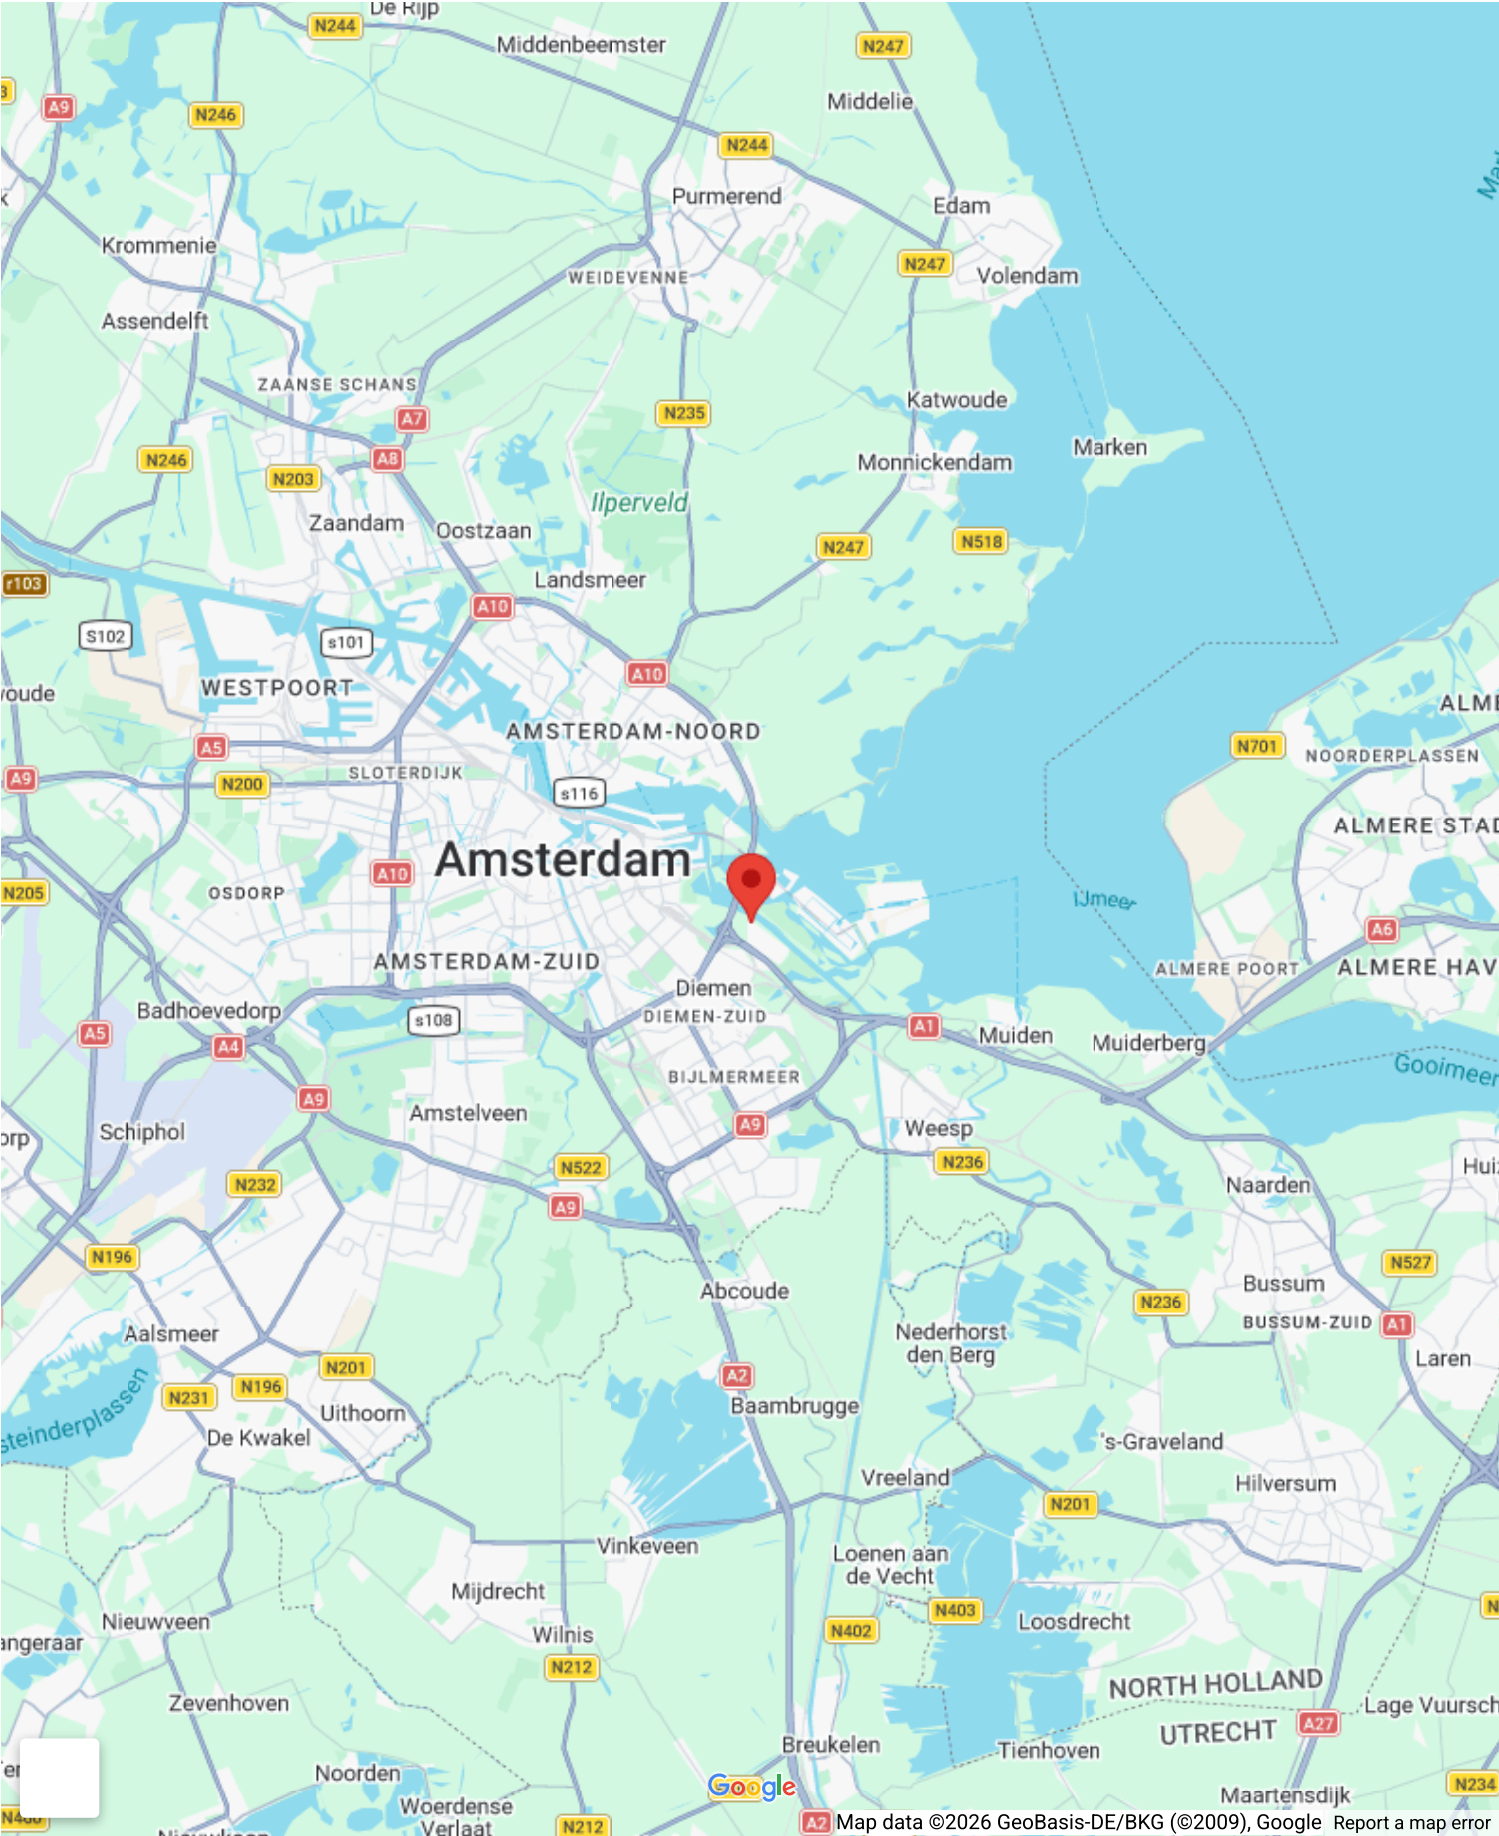 De Rijp
N244
Middenbeemster
N247
Middelie
A9
N246
N244
Purmerend
Edam
Krommenie
N247
WEIDEVENNE
Volendam
Assendelft
ZAANSE SCHANS
Katwoude
A7
N235
Marken
N246
A8
Monnickendam
N203
Ilperveld
Zaandam
Oostzaan
N518
N247
Landsmeer
r103
A10
S102
s101
A10
WESTPOORT
AMSTERDAM-NOORD
A5
N701
NOORDERPLASSEN
A9
SLOTERDIJK
N200
s116
ALMERE STAD
Amsterdam
A10
N205
OSDORP
IJmeer
A6
AMSTERDAM-ZUID
ALMERE POORT
ALMERE HAV
Diemen
Badhoevedorp
DIEMEN-ZUID
s108
A1
A5
Muiden
Muiderberg
A4
Gooimeer
BIJLMERMEER
A9
Amstelveen
A9
Schiphol
Weesp
N522
N236
N232
Naarden
A9
N196
N527
Abcoude
Bussum
N236
BUSSUM-ZUID
A1
Aalsmeer
Nederhorst
den Berg
Laren
N201
A2
N196
N231
Baambrugge
Uithoorn
steinderplassen
De Kwakel
's-Graveland
Vreeland
Hilversum
N201
Vinkeveen
Loenen aan
de Vecht
Mijdrecht
N403
Nieuwveen
Loosdrecht
N402
Wilnis
N212
NORTH HOLLAND
Zevenhoven
Lage Vuursch
A27
UTRECHT
Breukelen
Tienhoven
Noorden
Google
N234
Maartensdijk
Woerdense
Verlaat
N212
A2
Map data ©2026 GeoBasis-DE/BKG (©2009), Google
Report a map error